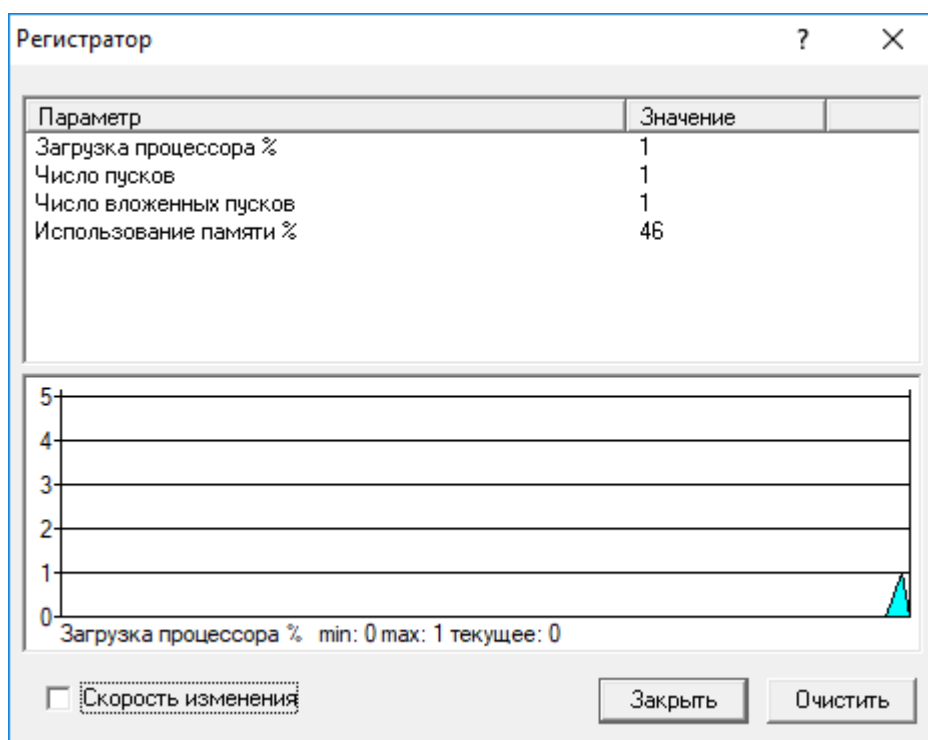 Регистратор ?
Параметр Значение
Загрузка процессора % 1
Число пусков 1
Число вложенных пусков 1
Использование памяти % 46
5
4
3
2
1
0
Загрузка процессора % min: 0 max: 1 текущее: 0
Скорость изменения Закрыть Очистить